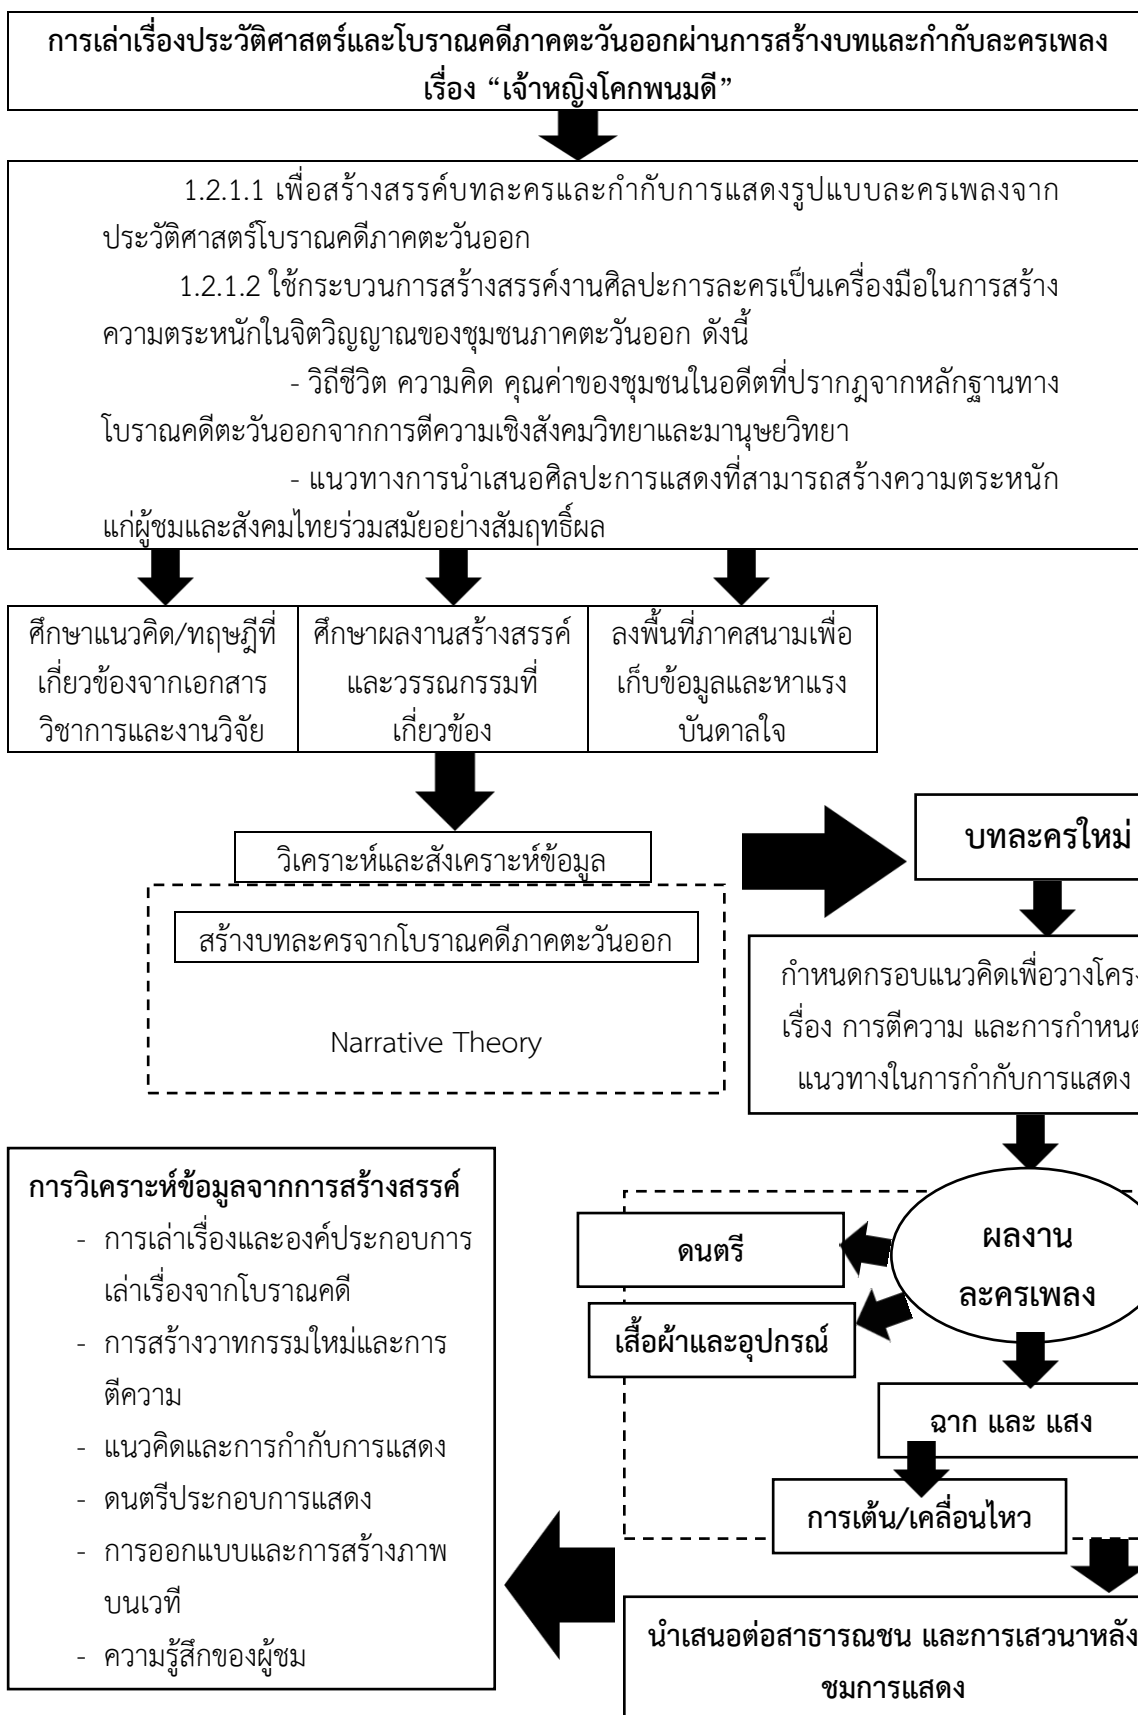 การเล่าเรื่องประวัติศาสตร์และโบราณคดีภาคตะวันออกผ่านการสร้างบทและกำกับละครเพลง
เรื่อง “เจ้าหญิงโคกพนมดี”
1.2.1.1 เพื่อสร้างสรรค์บทละครและกำกับการแสดงรูปแบบละครเพลงจาก
ประวัติศาสตร์โบราณคดีภาคตะวันออก
1.2.1.2 ใช้กระบวนการสร้างสรรค์งานศิลปะการละครเป็นเครื่องมือในการสร้าง
ความตระหนักในจิตวิญญาณของชุมชนภาคตะวันออก ดังนี้
- วิถีชีวิต ความคิด คุณค่าของชุมชนในอดีตที่ปรากฎจากหลักฐานทาง
โบราณคดีตะวันออกจากการตีความเชิงสังคมวิทยาและมานุษยวิทยา
- แนวทางการนำเสนอศิลปะการแสดงที่สามารถสร้างความตระหนัก
แก่ผู้ชมและสังคมไทยร่วมสมัยอย่างสัมฤทธิ์ผล
ศึกษาแนวคิด/ทฤษฎีที่
เกี่ยวข้องจากเอกสาร
วิชาการและงานวิจัย
ศึกษาผลงานสร้างสรรค์
และวรรณกรรมที่
เกี่ยวข้อง
ลงพื้นที่ภาคสนามเพื่อ
เก็บข้อมูลและหาแรง
บันดาลใจ
วิเคราะห์และสังเคราะห์ข้อมูล
สร้างบทละครจากโบราณคดีภาคตะวันออก
Narrative Theory
บทละครใหม่
กำหนดกรอบแนวคิดเพื่อวางโครง
เรื่อง การตีความ และการกำหนด
แนวทางในการกำกับการแสดง
ผลงาน
ละครเพลง
ดนตรี
เสื้อผ้าและอุปกรณ์
ฉาก และ แสง
การเต้น/เคลื่อนไหว
นำเสนอต่อสาธารณชน และการเสวนาหลัง
ชมการแสดง
การวิเคราะห์ข้อมูลจากการสร้างสรรค์
- การเล่าเรื่องและองค์ประกอบการ
เล่าเรื่องจากโบราณคดี
- การสร้างวาทกรรมใหม่และการ
ตีความ
- แนวคิดและการกำกับการแสดง
- ดนตรีประกอบการแสดง
- การออกแบบและการสร้างภาพ
บนเวที
- ความรู้สึกของผู้ชม